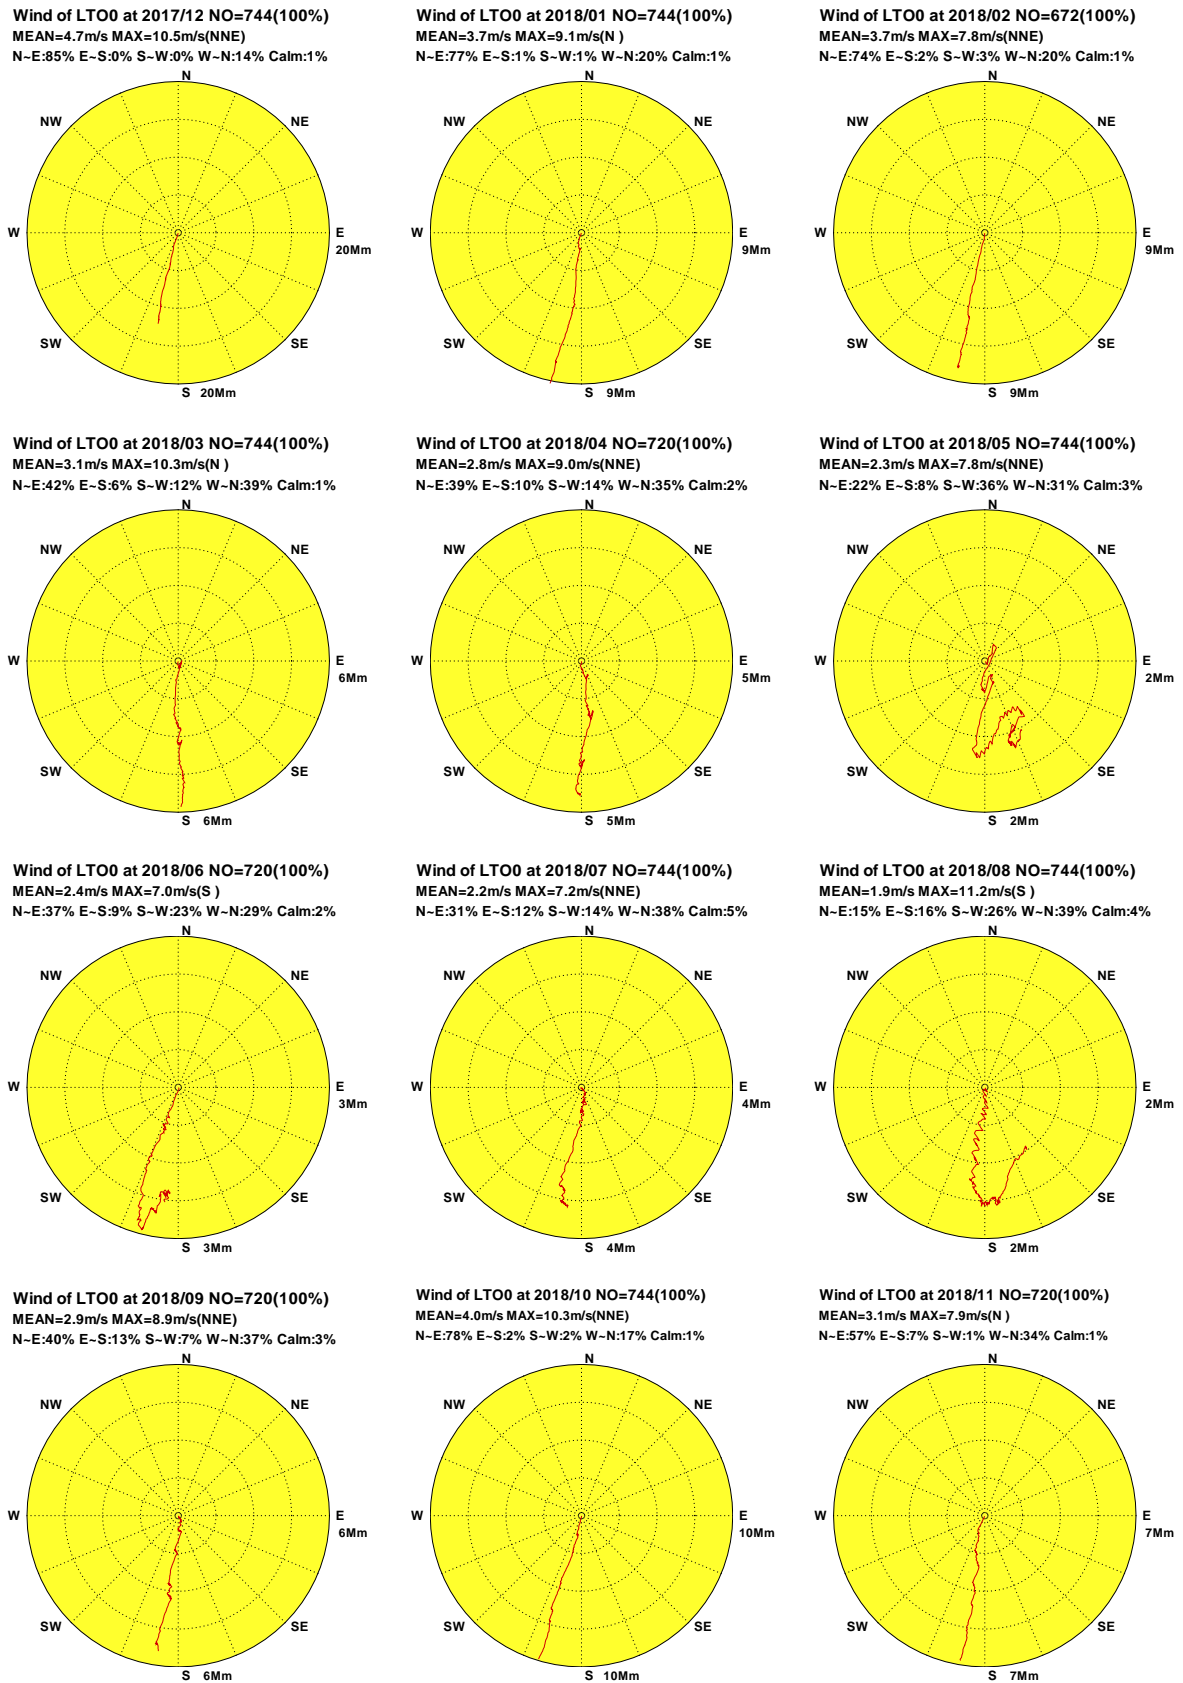 Wind of LTO0 at 2017/12 NO=744(100%)
MEAN=4.7m/s MAX=10.5m/s(NNE)
N~E:85% E~S:0% S~W:0% W~N:14% Calm:1%
N
NW
NE
W
E
20Mm
SW
SE
S 20Mm
Wind of LTO0 at 2018/01 NO=744(100%)
MEAN=3.7m/s MAX=9.1m/s(N )
N~E:77% E~S:1% S~W:1% W~N:20% Calm:1%
N
NW
NE
W
E
9Mm
SW
SE
S 9Mm
Wind of LTO0 at 2018/02 NO=672(100%)
MEAN=3.7m/s MAX=7.8m/s(NNE)
N~E:74% E~S:2% S~W:3% W~N:20% Calm:1%
N
NW
NE
W
E
9Mm
SW
SE
S 9Mm
Wind of LTO0 at 2018/03 NO=744(100%)
MEAN=3.1m/s MAX=10.3m/s(N )
N~E:42% E~S:6% S~W:12% W~N:39% Calm:1%
N
NW
NE
W
E
6Mm
SW
SE
S 6Mm
Wind of LTO0 at 2018/04 NO=720(100%)
MEAN=2.8m/s MAX=9.0m/s(NNE)
N~E:39% E~S:10% S~W:14% W~N:35% Calm:2%
N
NW
NE
W
E
5Mm
SW
SE
S 5Mm
Wind of LTO0 at 2018/05 NO=744(100%)
MEAN=2.3m/s MAX=7.8m/s(NNE)
N~E:22% E~S:8% S~W:36% W~N:31% Calm:3%
N
NW
NE
W
E
2Mm
SW
SE
S 2Mm
Wind of LTO0 at 2018/06 NO=720(100%)
MEAN=2.4m/s MAX=7.0m/s(S )
N~E:37% E~S:9% S~W:23% W~N:29% Calm:2%
N
NW
NE
W
E
3Mm
SW
SE
S 3Mm
Wind of LTO0 at 2018/07 NO=744(100%)
MEAN=2.2m/s MAX=7.2m/s(NNE)
N~E:31% E~S:12% S~W:14% W~N:38% Calm:5%
N
NW
NE
W
E
4Mm
SW
SE
S 4Mm
Wind of LTO0 at 2018/08 NO=744(100%)
MEAN=1.9m/s MAX=11.2m/s(S )
N~E:15% E~S:16% S~W:26% W~N:39% Calm:4%
N
NW
NE
W
E
2Mm
SW
SE
S 2Mm
Wind of LTO0 at 2018/09 NO=720(100%)
MEAN=2.9m/s MAX=8.9m/s(NNE)
N~E:40% E~S:13% S~W:7% W~N:37% Calm:3%
N
NW
NE
W
E
6Mm
SW
SE
S 6Mm
Wind of LTO0 at 2018/10 NO=744(100%)
MEAN=4.0m/s MAX=10.3m/s(NNE)
N~E:78% E~S:2% S~W:2% W~N:17% Calm:1%
N
NW
NE
W
E
10Mm
SW
SE
S 10Mm
Wind of LTO0 at 2018/11 NO=720(100%)
MEAN=3.1m/s MAX=7.9m/s(N )
N~E:57% E~S:7% S~W:1% W~N:34% Calm:1%
N
NW
NE
W
E
7Mm
SW
SE
S 7Mm